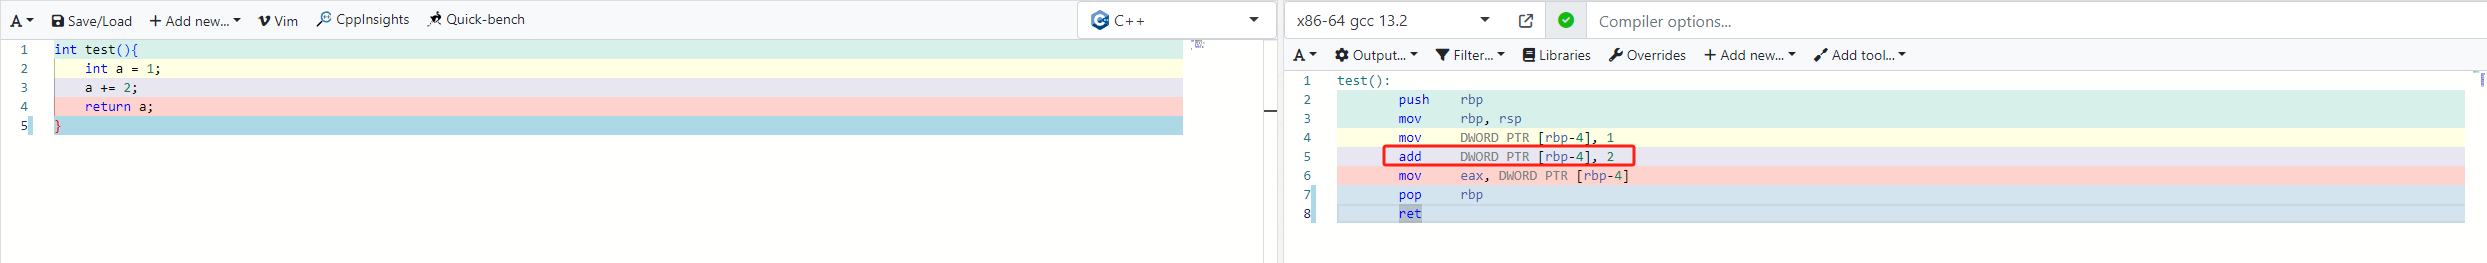 A Save/Load + Add new... Vim CppInsights Quick-bench
C++
1 int test(){
2 int a = 1;
3 a += 2;
4 return a;
5 }
x86-64 gcc 13.2
Compiler options...
A Output... Filter... Libraries Overrides + Add new... Add tool...
1 test():
2 push rbp
3 mov rbp, rsp
4 mov DWORD PTR [rbp-4], 1
5 add DWORD PTR [rbp-4], 2
6 mov eax, DWORD PTR [rbp-4]
7 pop rbp
8 ret